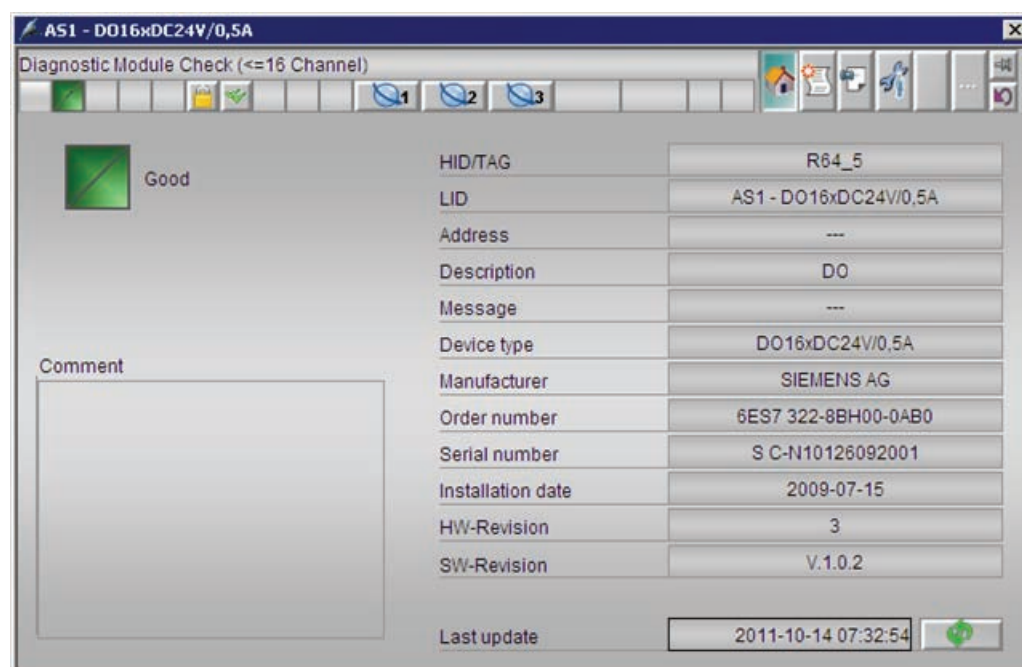 AS1 - DO16xDC24V/0,5A
Diagnostic Module Check (<=16 Channel)
1 2 3 ...
Good
HID/TAG R64_5
LID AS1 - DO16xDC24V/0,5A
Address ---
Description DO
Message ---
Device type DO16xDC24V/0,5A
Comment
Manufacturer SIEMENS AG
Order number 6ES7 322-8BH00-0AB0
Serial number S C-N10126092001
Installation date 2009-07-15
HW-Revision 3
SW-Revision V.1.0.2
Last update 2011-10-14 07:32:54